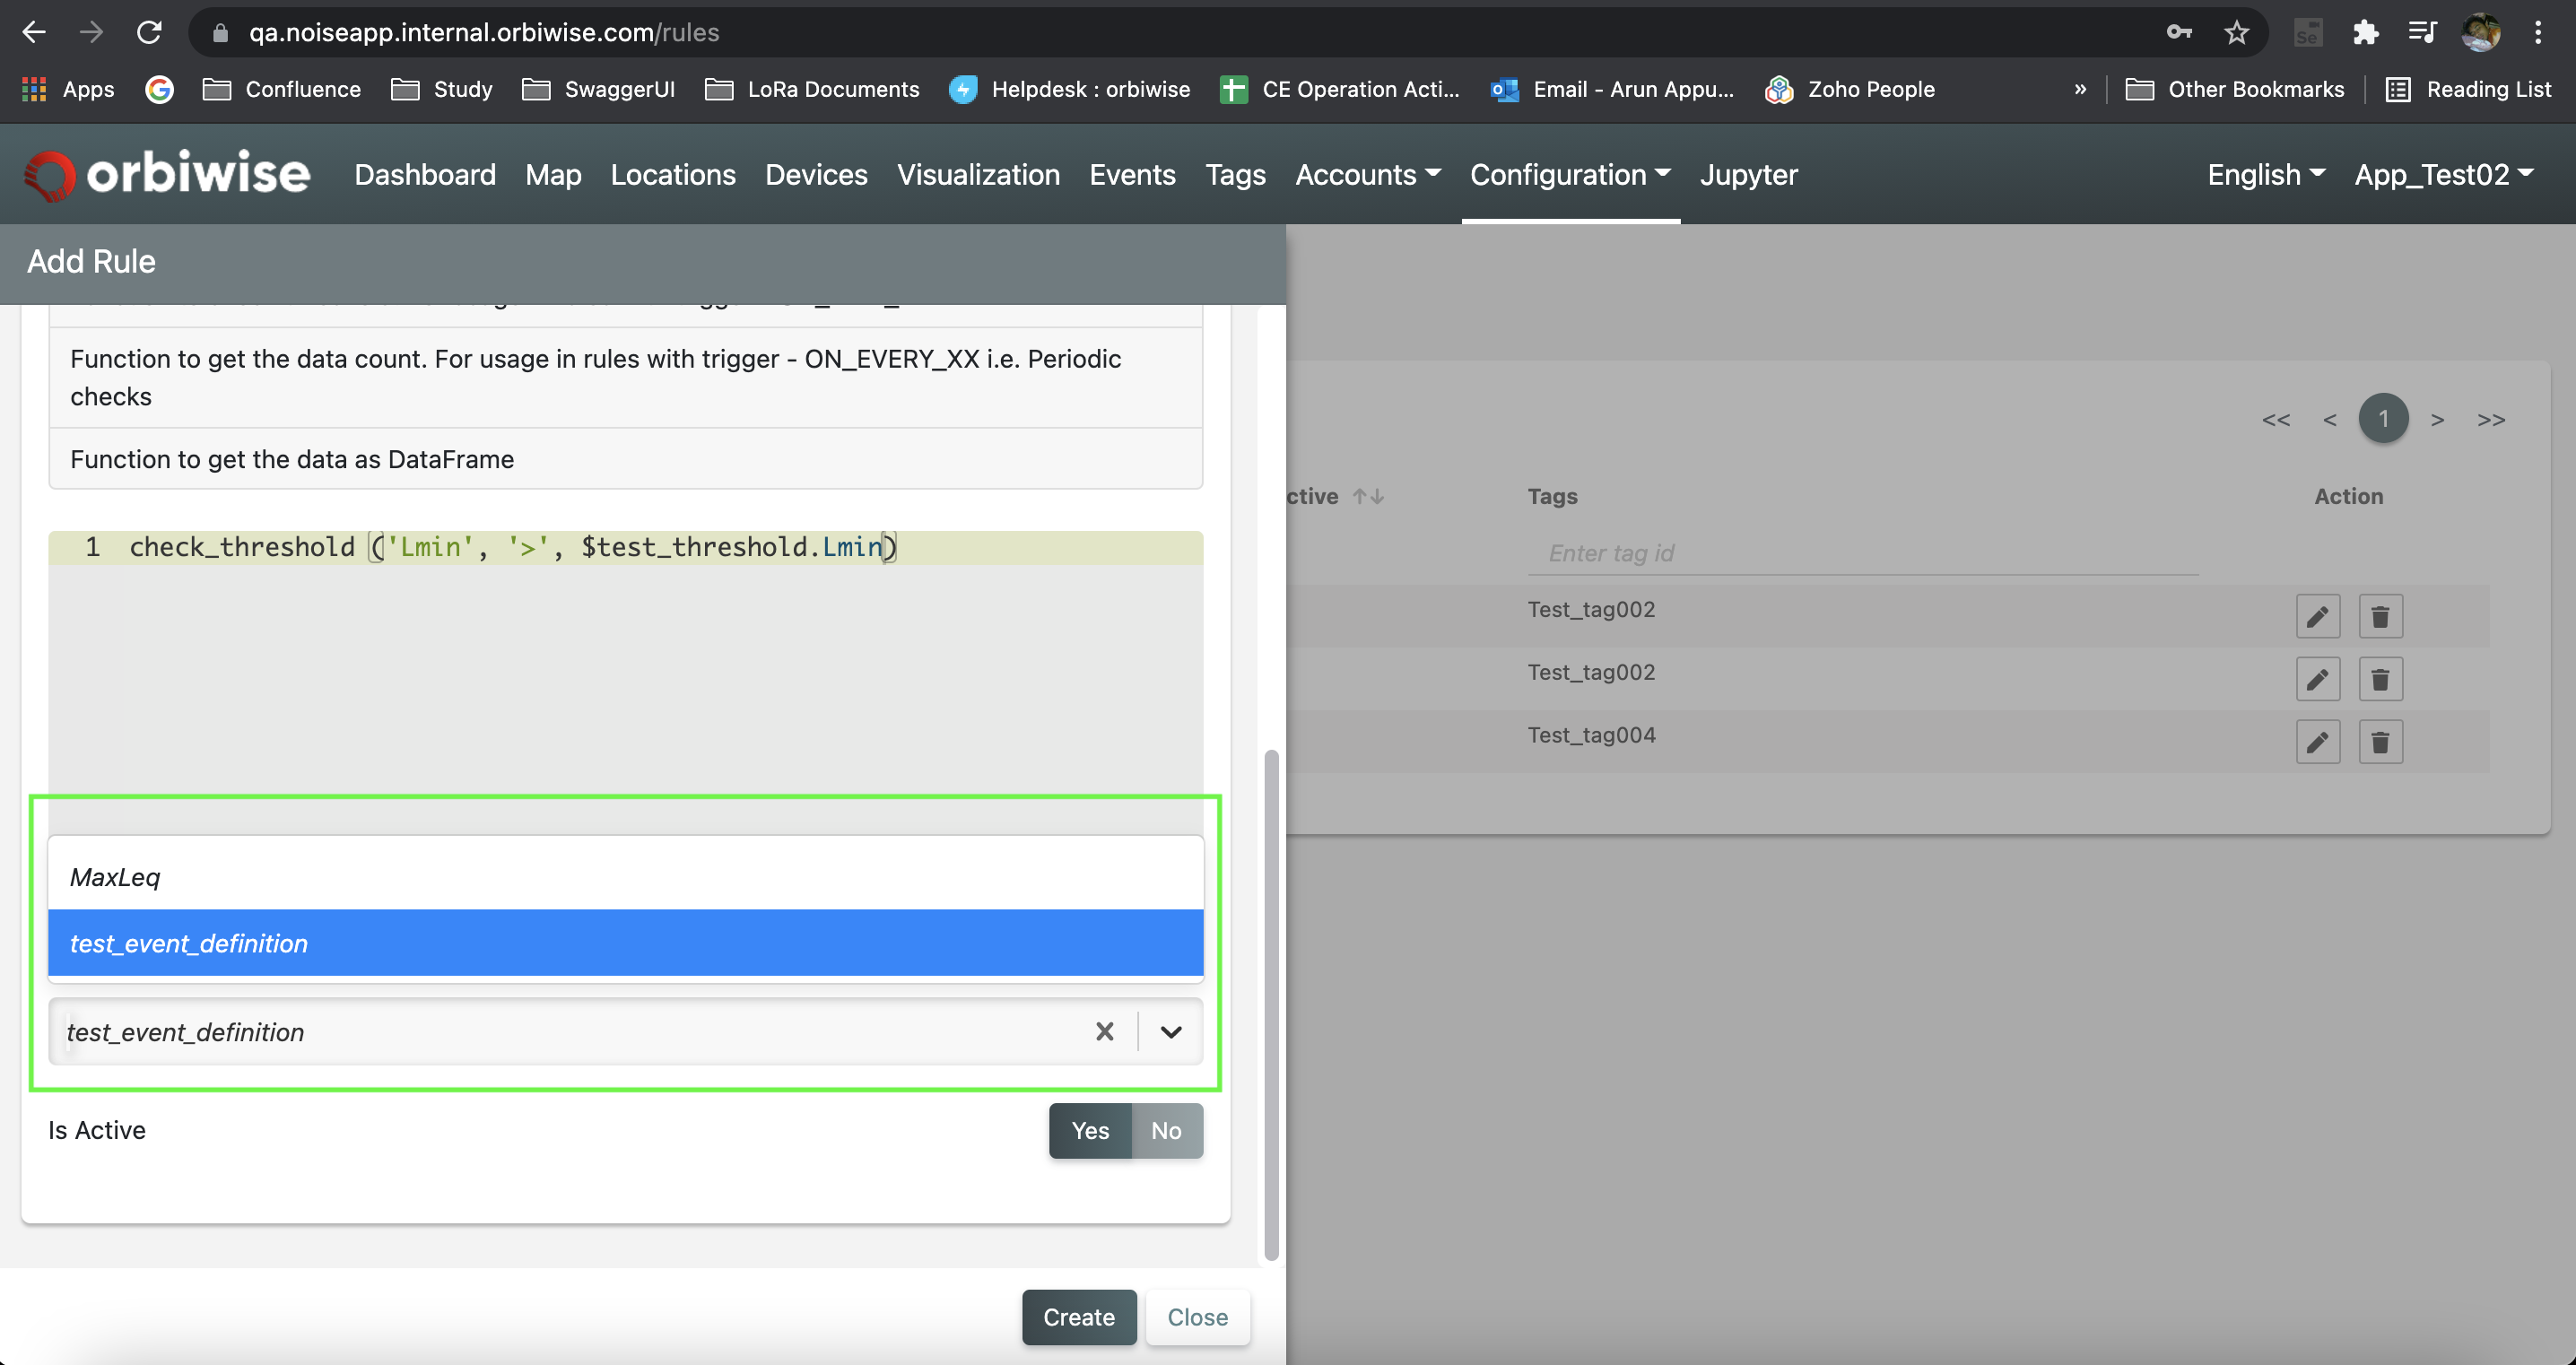 qa.noiseapp.internal.orbiwise.com/rules
Se
Apps
Confluence
Study
SwaggerUI
LoRa Documents
Helpdesk : orbiwise
CE Operation Acti...
Email - Arun Appu...
Zoho People
»
Other Bookmarks
Reading List
orbiwise
Dashboard
Map
Locations
Devices
Visualization
Events
Tags
Accounts
Configuration
Jupyter
English
App_Test02
Add Rule
Function to get the data count. For usage in rules with trigger - ON_EVERY_XX i.e. Periodic
checks
Function to get the data as DataFrame
1 check_threshold ('Lmin', '>', $test_threshold.Lmin)
MaxLeq
test_event_definition
test_event_definition
Is Active
Yes
No
Create
Close
<< < 1 > >>
ctive
Tags
Action
Enter tag id
Test_tag002
Test_tag002
Test_tag004